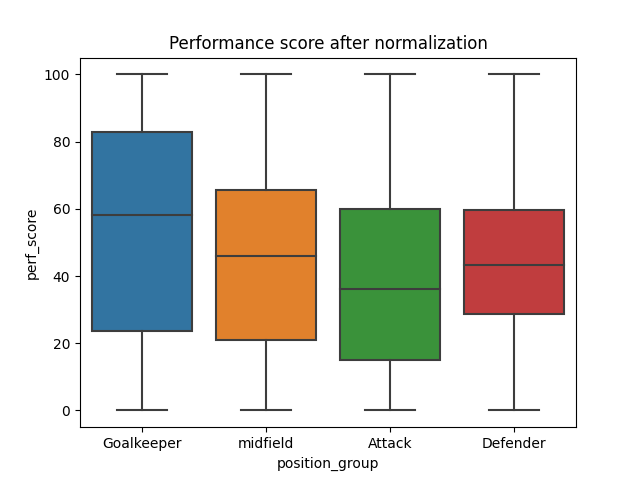 Performance score after normalization
100
80
60
40
20
0
perf_score
Goalkeeper midfield Attack Defender
position_group